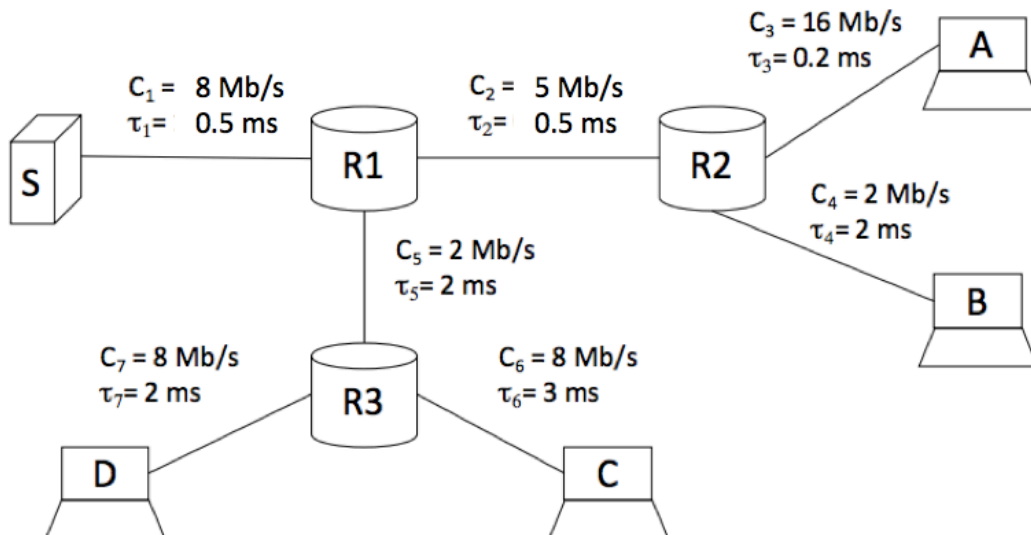 C₃ = 16 Mb/s
τ₃= 0.2 ms
A
C₁ = 8 Mb/s
τ₁= 0.5 ms
C₂ = 5 Mb/s
τ₂= 0.5 ms
S
R1
R2
C₄ = 2 Mb/s
τ₄= 2 ms
C₅ = 2 Mb/s
τ₅= 2 ms
B
C₇ = 8 Mb/s
τ₇= 2 ms
R3
C₆ = 8 Mb/s
τ₆= 3 ms
D
C